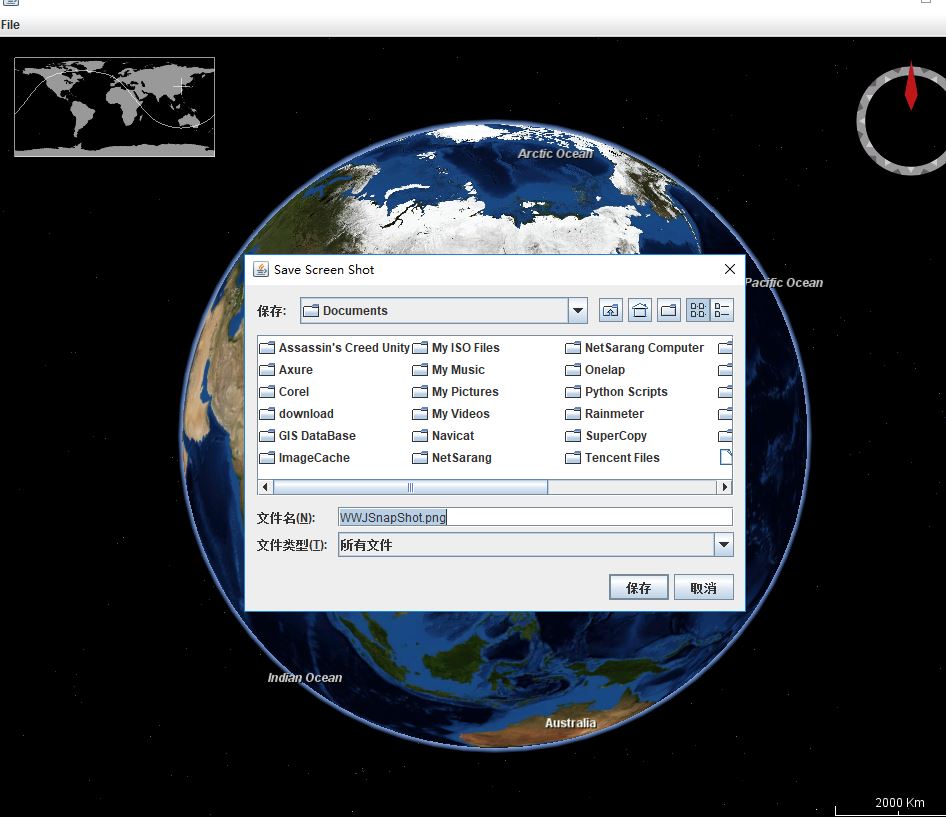 File
Arctic Ocean
Save Screen Shot
Pacific Ocean
保存:
Documents
Assassin's Creed Unity
My ISO Files
NetSarang Computer
Axure
My Music
Onelap
Corel
My Pictures
Python Scripts
download
My Videos
Rainmeter
GIS DataBase
Navicat
SuperCopy
ImageCache
NetSarang
Tencent Files
文件名(N):
WWJSnapShot.png
文件类型(T):
所有文件
保存
取消
Indian Ocean
Australia
2000 Km